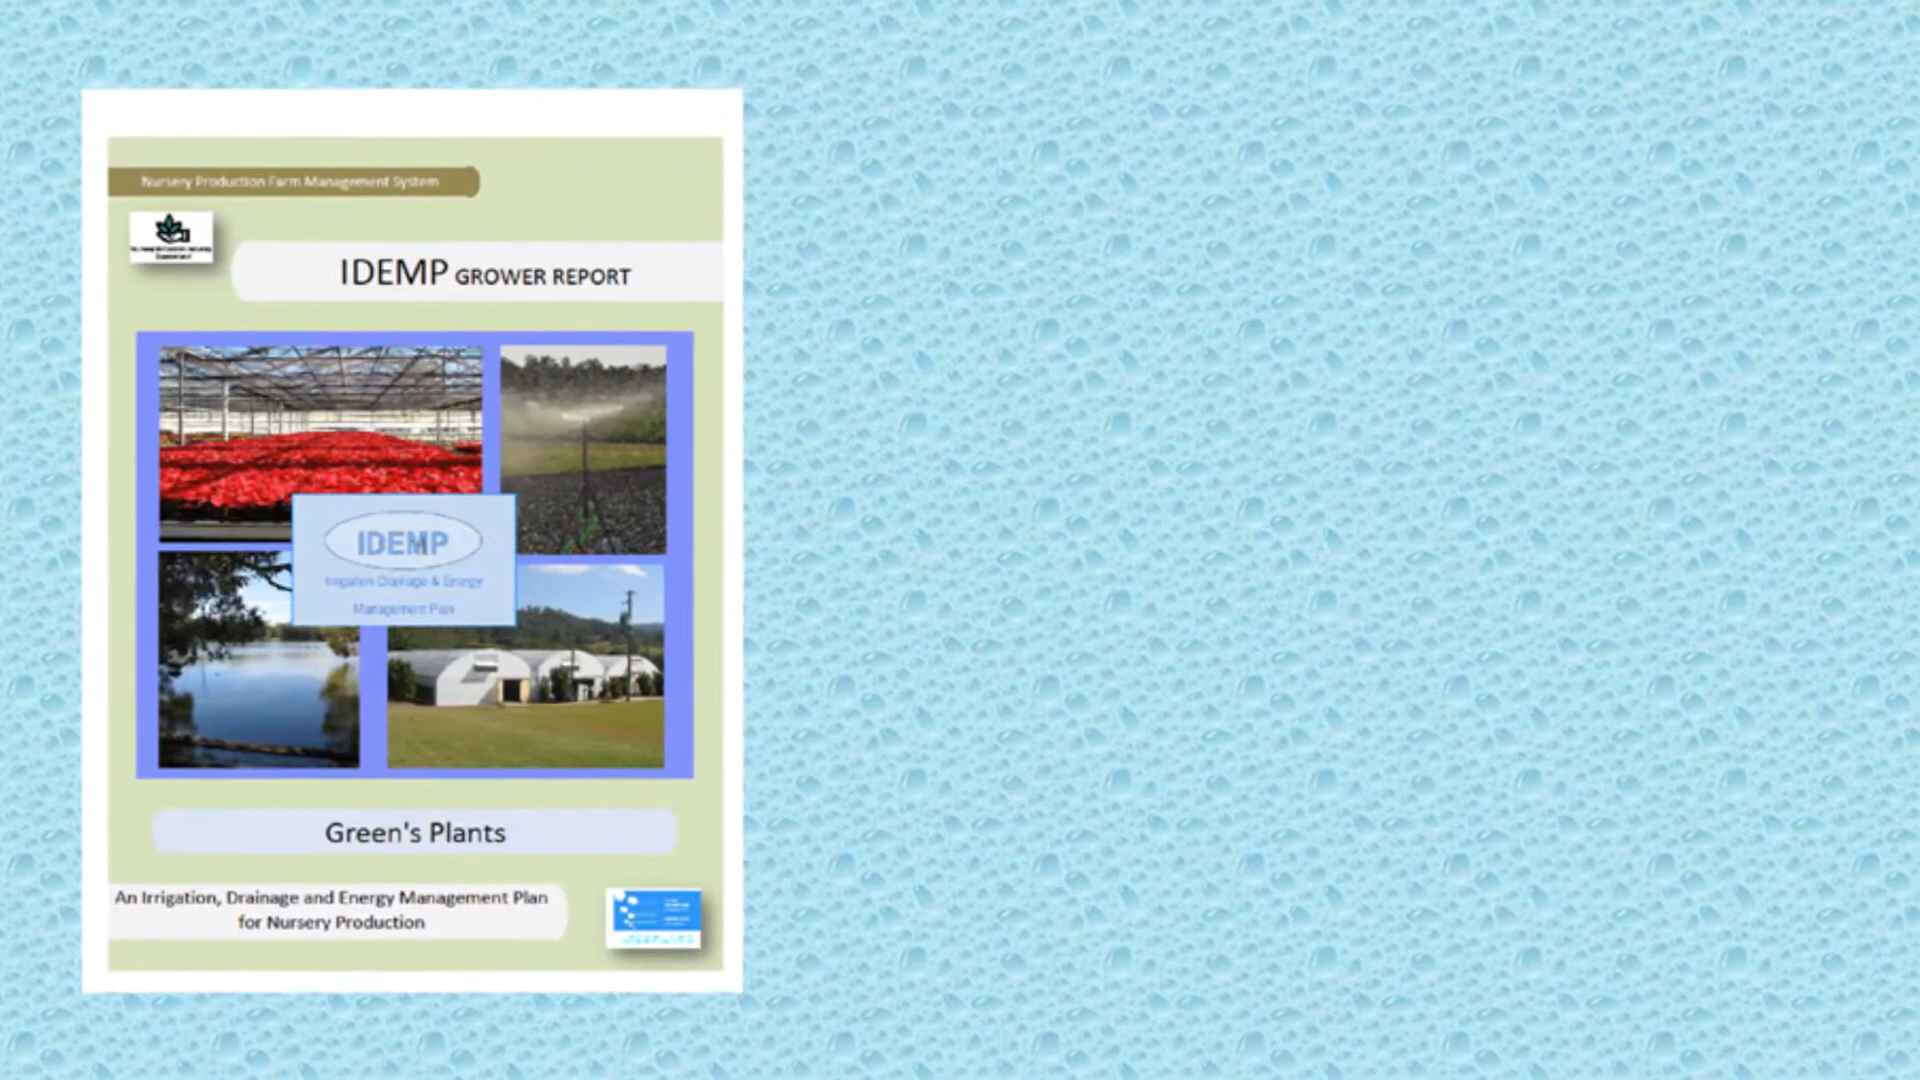 Nursery Production Farm Management System
IDEMP GROWER REPORT
IDEMP
Irrigation Drainage & Energy
Management Plan
Green's Plants
An Irrigation, Drainage and Energy Management Plan
for Nursery Production